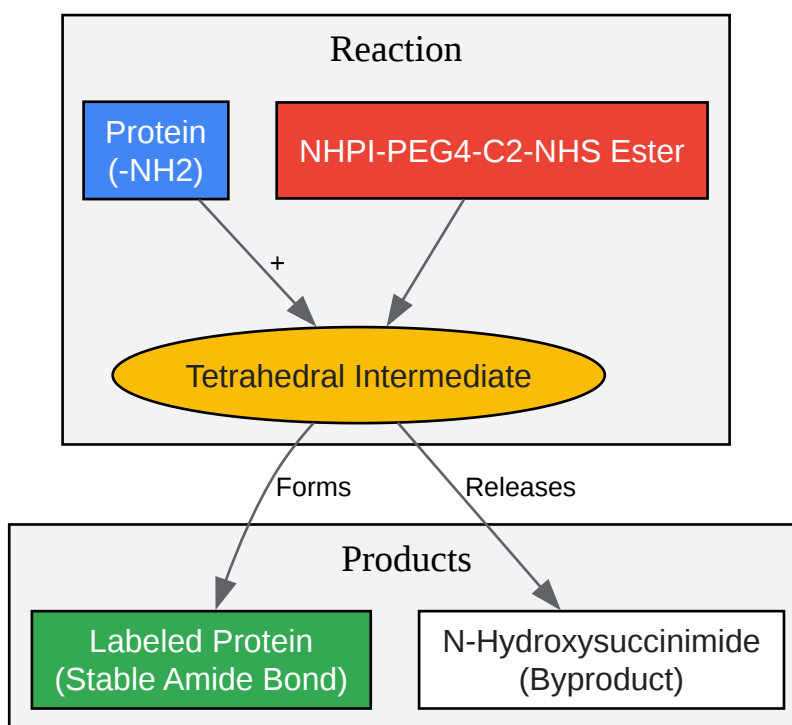 Reaction
Protein
(-NH2)
NHPI-PEG4-C2-NHS Ester
+
Tetrahedral Intermediate
Forms
Releases
Products
Labeled Protein
(Stable Amide Bond)
N-Hydroxysuccinimide
(Byproduct)